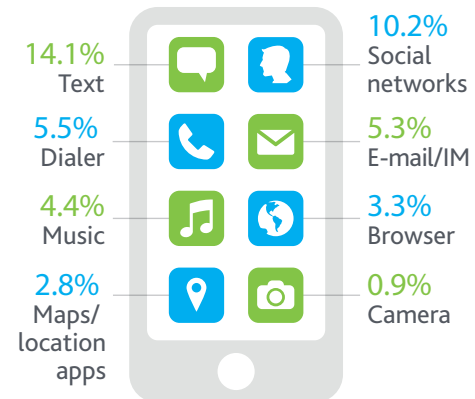 14.1%
Text
10.2%
Social
networks
5.5%
Dialer
5.3%
E-mail/IM
4.4%
Music
3.3%
Browser
2.8%
Maps/
location
apps
0.9%
Camera